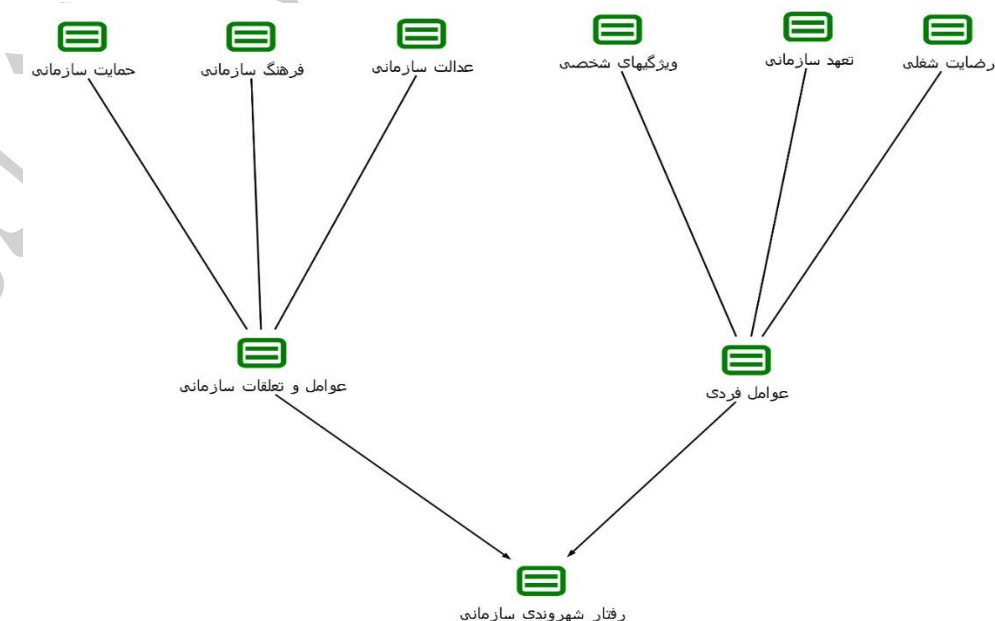 رضایت شغلی
تعهد سازمانی
ویژگیهای شخصی
عدالت سازمانی
فرهنگ سازمانی
حمایت سازمانی
عوامل فردی
عوامل و تعلقات سازمانی
رفتار شهروندی سازمانی